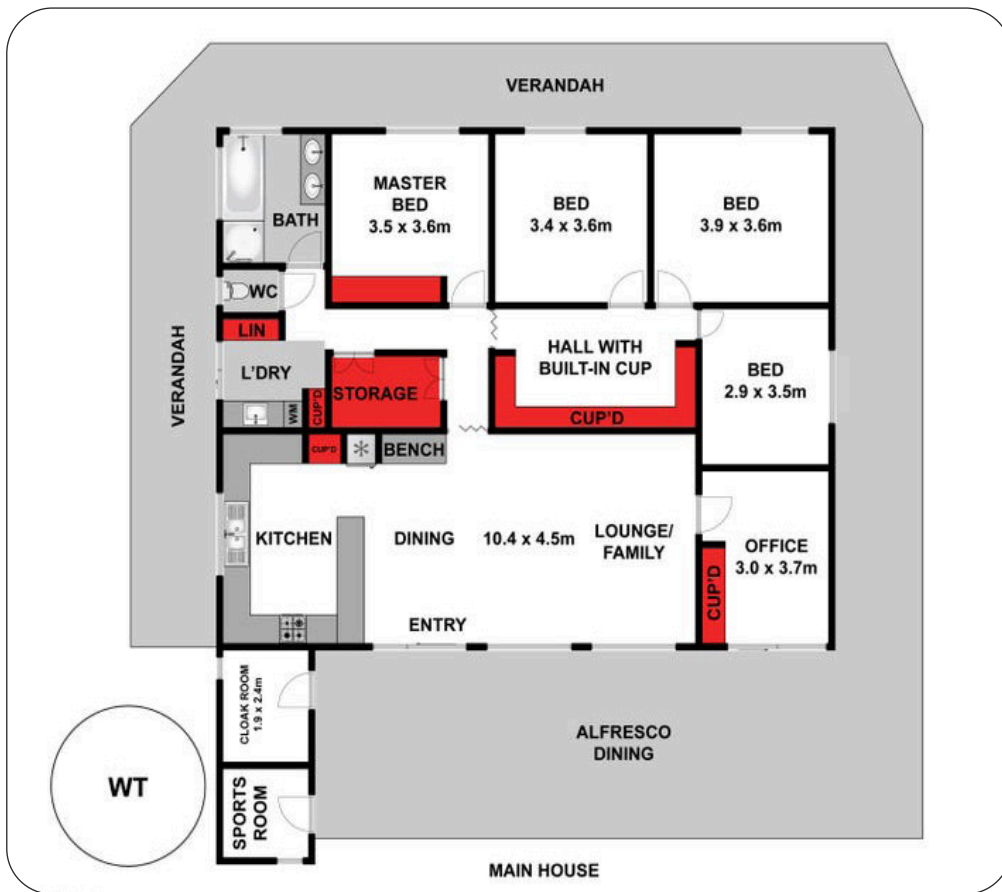 VERANDAH
MASTER
BED
3.5 x 3.6m
BED
3.4 x 3.6m
BED
3.9 x 3.6m
BATH
WC
LIN
L'DRY
WM
CUP'D
STORAGE
HALL WITH
BUILT-IN CUP
CUP'D
BED
2.9 x 3.5m
VERANDAH
CUP'D
BENCH
KITCHEN
DINING
10.4 x 4.5m
LOUNGE/
FAMILY
OFFICE
3.0 x 3.7m
CUP'D
ENTRY
CLOAK ROOM
1.9 x 2.4m
ALFRESCO
DINING
WT
SPORTS
ROOM
MAIN HOUSE